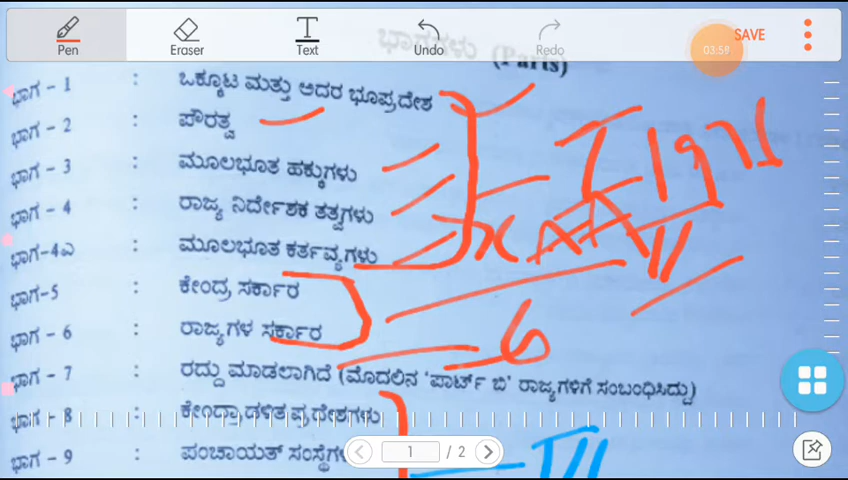 Pen Eraser Text Undo Redo 03:59 SAVE
ಭಾಗಗಳು (Parts)
ಭಾಗ - 1 : ಒಕ್ಕೂಟ ಮತ್ತು ಅದರ ಭೂಪ್ರದೇಶ
ಭಾಗ - 2 : ಪೌರತ್ವ
ಭಾಗ - 3 : ಮೂಲಭೂತ ಹಕ್ಕುಗಳು
ಭಾಗ - 4 : ರಾಜ್ಯ ನಿರ್ದೇಶಕ ತತ್ವಗಳು
ಭಾಗ-4ಎ : ಮೂಲಭೂತ ಕರ್ತವ್ಯಗಳು
ಭಾಗ-5 : ಕೇಂದ್ರ ಸರ್ಕಾರ
ಭಾಗ - 6 : ರಾಜ್ಯಗಳ ಸರ್ಕಾರ
6
ಭಾಗ - 7 : ರದ್ದು ಮಾಡಲಾಗಿದೆ (ಮೊದಲಿನ 'ಪಾರ್ಟ್ ಬಿ' ರಾಜ್ಯಗಳಿಗೆ ಸಂಬಂಧಿಸಿದ್ದು)
ಭಾಗ - 8 : ಕೇಂದ್ರಾಡಳಿತ ಪ್ರದೇಶಗಳು
ಭಾಗ - 9 : ಪಂಚಾಯತ್
1 / 2